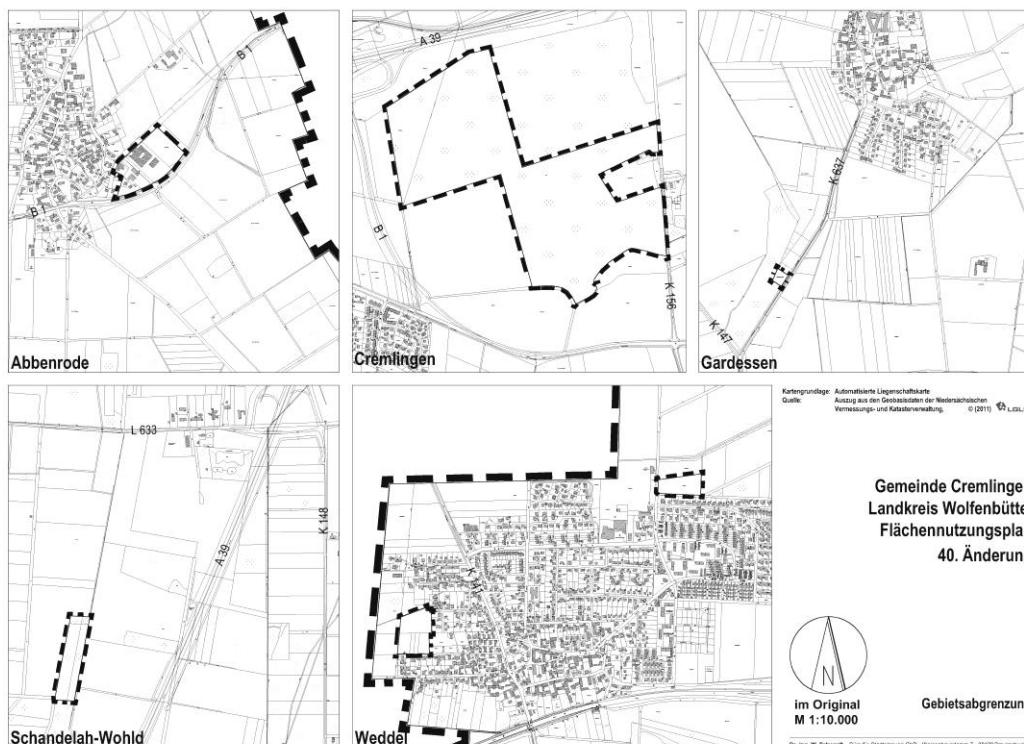 B 1
B 1
Abbenrode
A 39
B 1
K 156
Cremlingen
K 637
K 147
Gardessen
L 633
A 39
K 148
Schandelah-Wohld
K 141
Weddel
Kartengrundlage: Automatisierte Liegenschaftskarte
Quelle: Auszug aus den Geobasisdaten der Niedersächsischen
Vermessungs- und Katasterverwaltung, © (2011) LGL
Gemeinde Cremlinge
Landkreis Wolfenbütte
Flächennutzungspla
40. Änderun
N
im Original
M 1:10.000
Gebietsabgrenzun